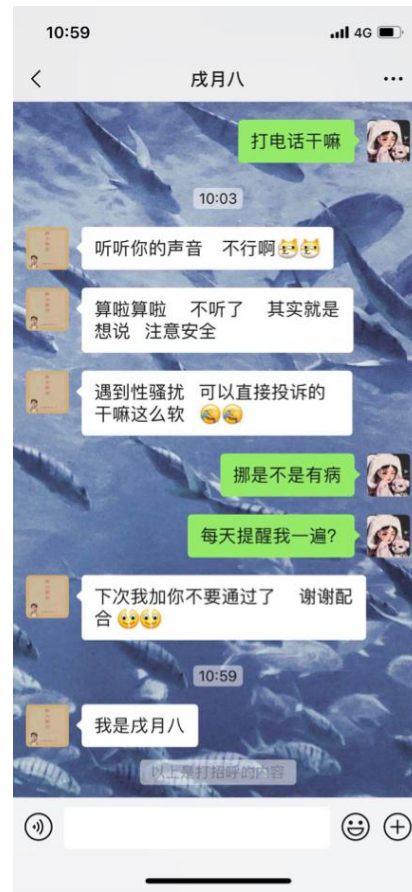 10:59
4G
戌月八
打电话干嘛
10:03
听听你的声音 不行啊
算啦算啦 不听了 其实就是
想说 注意安全
遇到性骚扰 可以直接投诉的
干嘛这么软
挪是不是有病
每天提醒我一遍?
下次我加你不要通过了 谢谢配
合
10:59
我是戌月八
以上是打招呼的内容